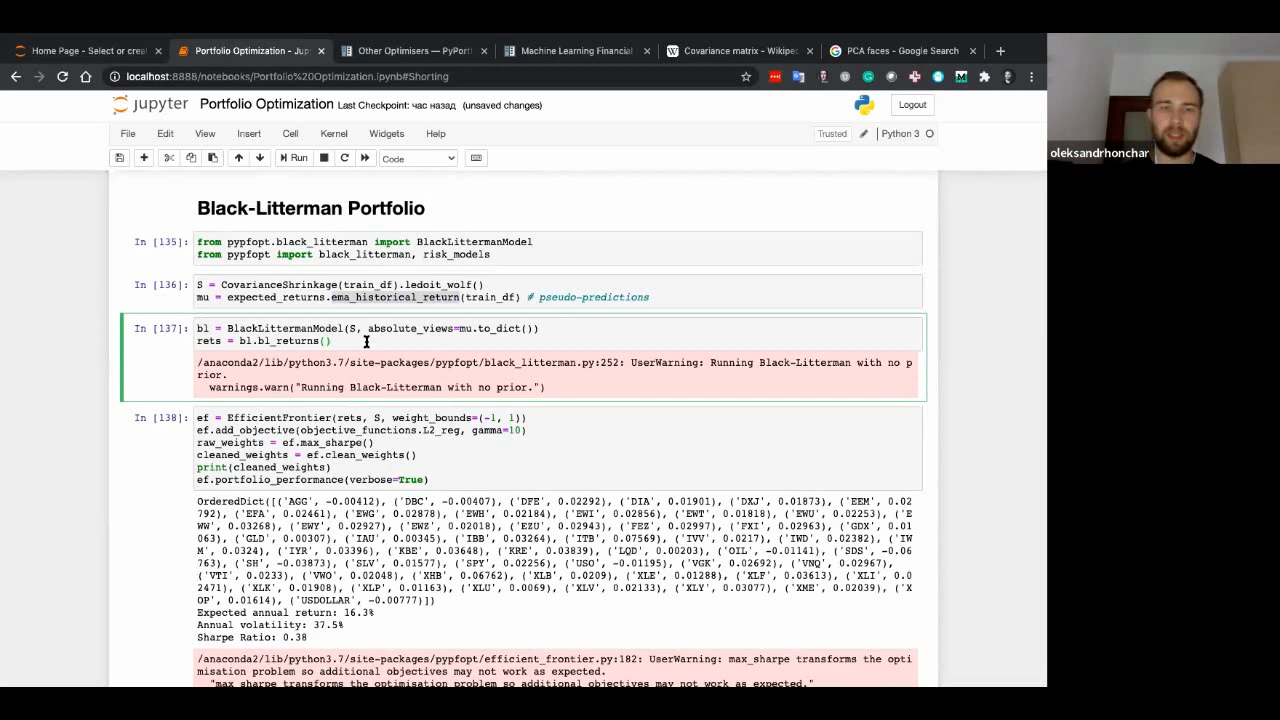 Home Page - Select or creat
Portfolio Optimization - Jup
Other Optimisers — PyPort
Machine Learning Financial
Covariance matrix - Wikiped
PCA faces - Google Search
localhost:8888/notebooks/Portfolio%20Optimization.ipynb#Shorting
jupyter Portfolio Optimization Last Checkpoint: час назад (unsaved changes)
Logout
File Edit View Insert Cell Kernel Widgets Help
Trusted
Python 3
Run
Code
oleksandrhonchar
Black-Litterman Portfolio
In [135]: from pypfopt.black_litterman import BlackLittermanModel
from pypfopt import black_litterman, risk_models
In [136]: S = CovarianceShrinkage(train_df).ledoit_wolf()
mu = expected_returns.ema_historical_return(train_df) # pseudo-predictions
In [137]: bl = BlackLittermanModel(S, absolute_views=mu.to_dict())
rets = bl.bl_returns()
/anaconda2/lib/python3.7/site-packages/pypfopt/black_litterman.py:252: UserWarning: Running Black-Litterman with no p
rior.
warnings.warn("Running Black-Litterman with no prior.")
In [138]: ef = EfficientFrontier(rets, S, weight_bounds=(-1, 1))
ef.add_objective(objective_functions.L2_reg, gamma=10)
raw_weights = ef.max_sharpe()
cleaned_weights = ef.clean_weights()
print(cleaned_weights)
ef.portfolio_performance(verbose=True)
OrderedDict([('AGG', -0.00412), ('DBC', -0.00407), ('DFE', 0.02292), ('DIA', 0.01901), ('DXJ', 0.01873), ('EEM', 0.02
792), ('EFA', 0.02461), ('EWG', 0.02878), ('EWH', 0.02184), ('EWI', 0.02856), ('EWT', 0.01818), ('EWU', 0.02253), ('E
WW', 0.03268), ('EWY', 0.02927), ('EWZ', 0.02018), ('EZU', 0.02943), ('FEZ', 0.02997), ('FXI', 0.02963), ('GDX', 0.01
063), ('GLD', 0.00307), ('IAU', 0.00345), ('IBB', 0.03264), ('ITB', 0.07569), ('IVV', 0.0217), ('IWD', 0.02382), ('IW
M', 0.0324), ('IYR', 0.03396), ('KBE', 0.03648), ('KRE', 0.03839), ('LQD', 0.00203), ('OIL', -0.01141), ('SDS', -0.06
763), ('SH', -0.03873), ('SLV', 0.01577), ('SPY', 0.02256), ('USO', -0.01195), ('VGK', 0.02692), ('VNQ', 0.02967),
('VTI', 0.0233), ('VWO', 0.02048), ('XHB', 0.06762), ('XLB', 0.0209), ('XLE', 0.01288), ('XLF', 0.03613), ('XLI', 0.0
2471), ('XLK', 0.01908), ('XLP', 0.01163), ('XLU', 0.0069), ('XLV', 0.02133), ('XLY', 0.03077), ('XME', 0.02039), ('X
OP', 0.01614), ('USDOLLAR', -0.00777)])
Expected annual return: 16.3%
Annual volatility: 37.5%
Sharpe Ratio: 0.38
/anaconda2/lib/python3.7/site-packages/pypfopt/efficient_frontier.py:182: UserWarning: max_sharpe transforms the opti
misation problem so additional objectives may not work as expected.
"max_sharpe transforms the optimisation problem so additional objectives may not work as expected."